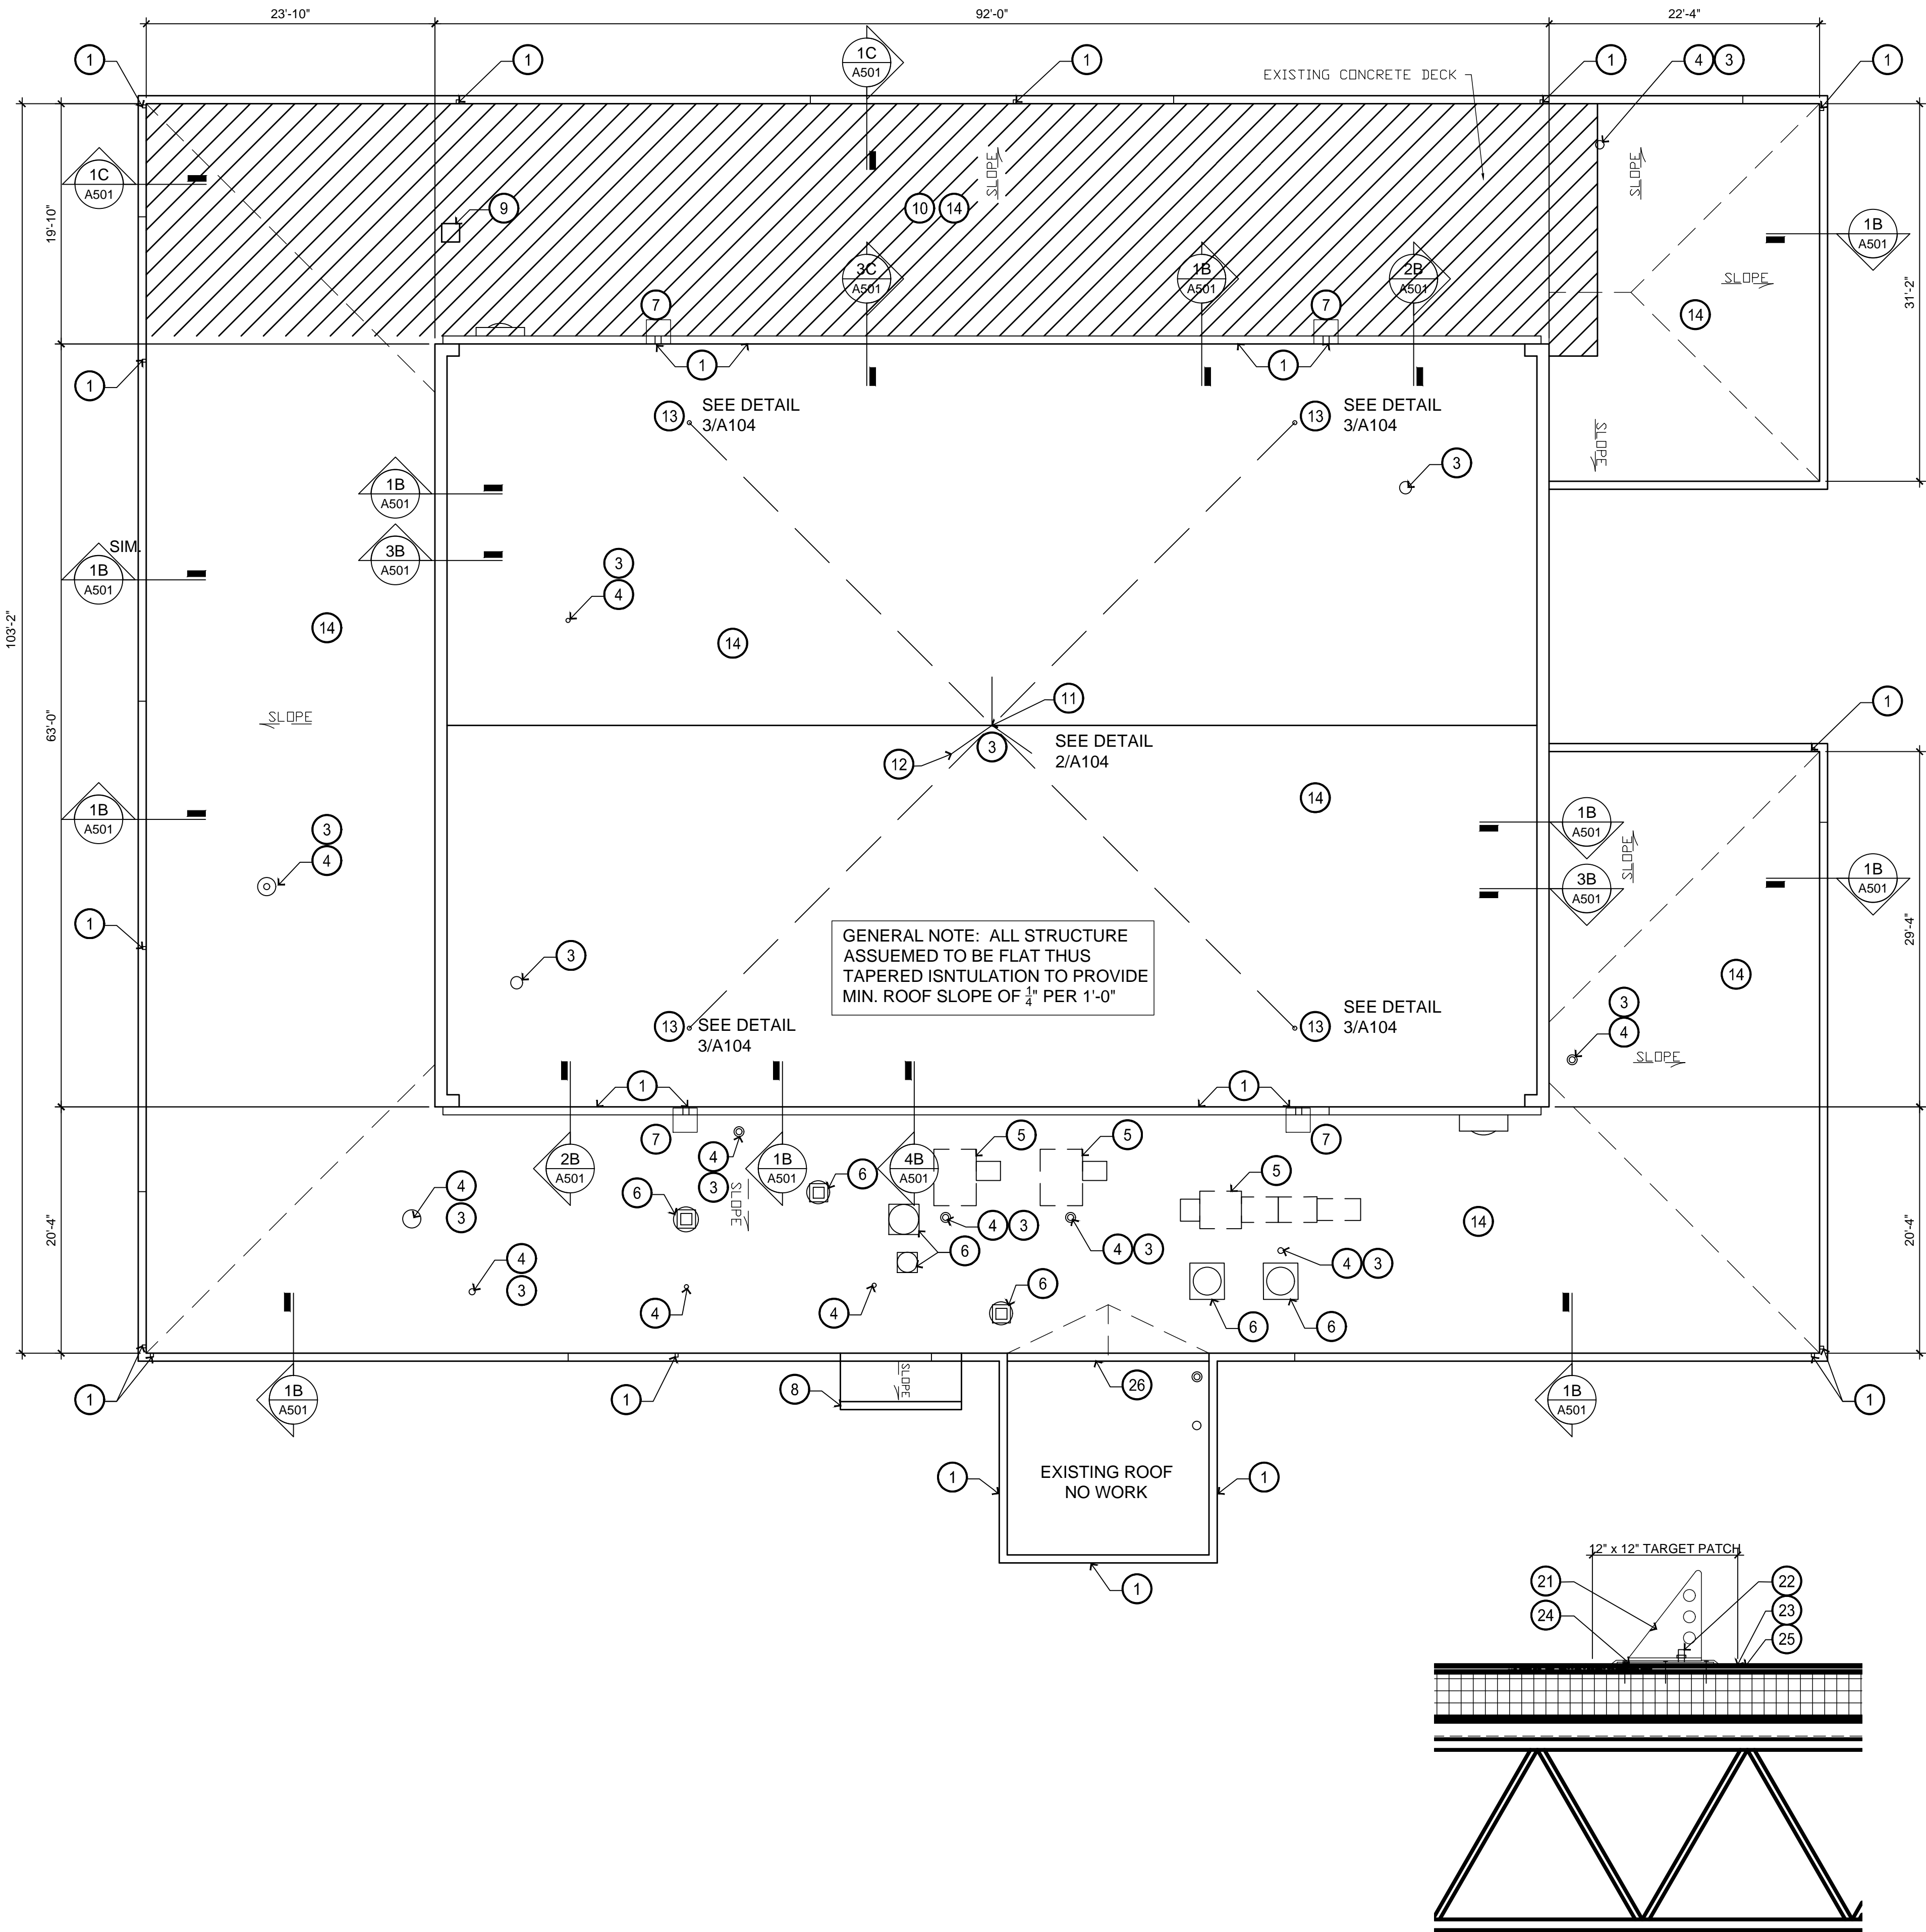 23'-10"
92'-0"
22'-4"
1
1
1C
A501
1
EXISTING CONCRETE DECK
1
4 3
1
1C
A501
19'-10"
9
10 14
SLOPE
SLOPE
1B
A501
SLOPE
31'-2"
3C
A501
1B
A501
2B
A501
7
7
14
1
1
1
13
SEE DETAIL
3/A104
13
SEE DETAIL
3/A104
SLOPE
3
1B
A501
3B
A501
SIM.
1B
A501
3
4
103'-2"
14
14
63'-0"
SLOPE
11
1
12
3
SEE DETAIL
2/A104
1B
A501
3
4
14
1B
A501
SLOPE
3B
A501
1B
A501
29'-4"
1
3
GENERAL NOTE: ALL STRUCTURE
ASSUEMED TO BE FLAT THUS
TAPERED ISNTULATION TO PROVIDE
MIN. ROOF SLOPE OF 1/4" PER 1'-0"
14
3
4
SLOPE
13
SEE DETAIL
3/A104
13
SEE DETAIL
3/A104
1
1
7
4
3
SLOPE
2B
A501
1B
A501
4B
A501
5
5
7
5
6
6
4
3
20'-4"
4 3
4 3
6
14
20'-4"
4
3
4 3
4
4
6
6
6
1
1B
A501
1
8
SLOPE
26
1B
A501
1
1
EXISTING ROOF
NO WORK
1
1
12" x 12" TARGET PATCH
21
22
24
23
25